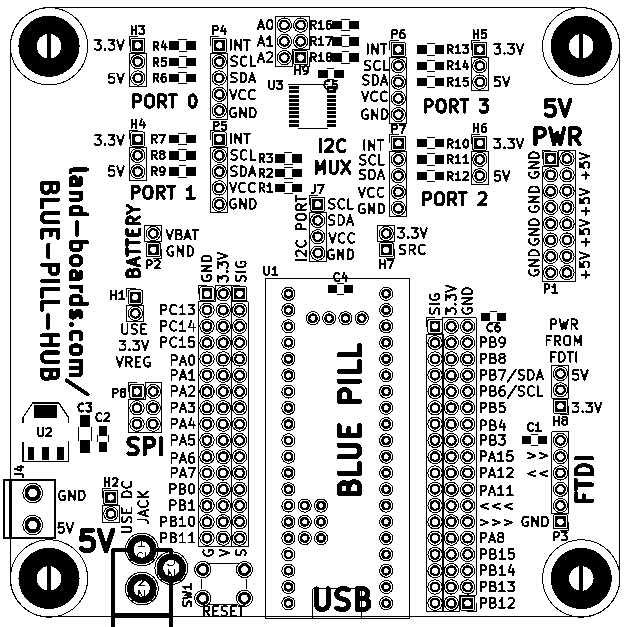 H3
3.3V
R4
R5
5V
R6
PORT 0
P4
INT
SCL
SDA
VCC
GND
A0
A1
A2
R16
R17
R18
H9
C5
U3
I2C
MUX
P6
INT
SCL
SDA
VCC
GND
R13
R14
R15
H5
3.3V
5V
PORT 3
5V
PWR
H4
3.3V
R7
R8
5V
R9
PORT 1
P5
INT
SCL
SDA
VCC
GND
R3
R2
R1
P7
INT
SCL
SDA
VCC
GND
R10
R11
R12
H6
3.3V
5V
PORT 2
GND
GND
GND
GND
+5V
+5V
+5V
+5V
P1
land-boards.com/
BLUE-PILL-HUB
BATTERY
VBAT
GND
P2
I2C PORT
J7
SCL
SDA
VCC
GND
3.3V
SRC
H7
H1
USE
3.3V
VREG
GND
3.3V
SIG
PC13
PC14
PC15
PA0
PA1
PA2
PA3
PA4
PA5
PA6
PA7
PB0
PB1
PB10
PB11
G
V
S
U1
C4
BLUE PILL
USB
SIG
3.3V
GND
C6
PB9
PB8
PB7/SDA
PB6/SCL
PB5
PB4
PB3
PA15
PA12
PA11
<<<
>>>
PA8
PB15
PB14
PB13
PB12
PWR
FROM
FDTI
5V
3.3V
H8
C1
>>
<<
GND
P3
FTDI
P8
SPI
U2
C3
C2
J4
GND
5V
H2
USE DC
JACK
5V
SW1
RESET